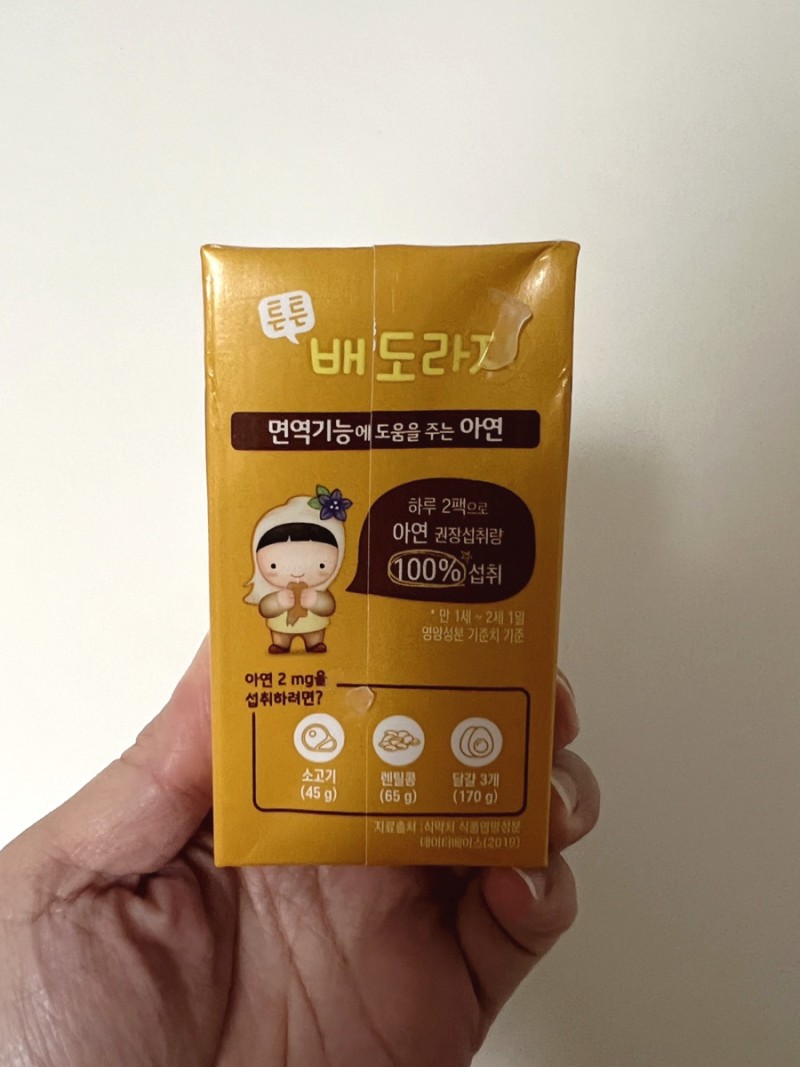 튼튼
배도라지
면역기능에 도움을 주는 아연
하루 2팩으로
아연 권장섭취량
100% 섭취
* 만 1세 ~ 2세 1일
영양성분 기준치 기준
아연 2 mg을
섭취하려면?
소고기 렌틸콩 달걀 3개
(45 g) (65 g) (170 g)
자료출처 : 식약처 식품영양성분
데이터베이스(2019)